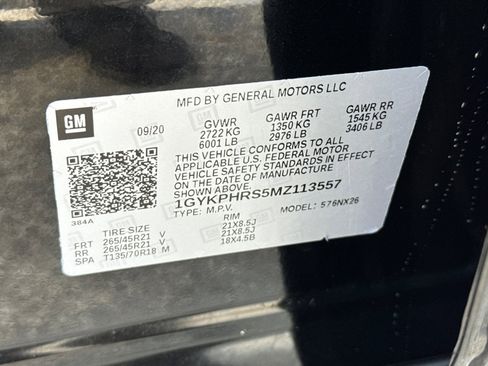 MFD BY GENERAL MOTORS LLC
GM
09/20 GVWR GAWR FRT GAWR RR
2722 KG 1350 KG 1545 KG
6001 LB 2976 LB 3406 LB
THIS VEHICLE CONFORMS TO ALL
APPLICABLE U.S. FEDERAL MOTOR
VEHICLE SAFETY STANDARDS IN EFFECT
ON THE DATE OF MANUFACTURE
SHOWN ABOVE.
1GYKPHRS5MZ113557
384A
TYPE: M.P.V. MODEL: 576NX26
TIRE SIZE RIM
FRT 265/45R21 V 21X8.5J
RR 265/45R21 V 21X8.5J
SPA T135/70R18 M 18X4.5B